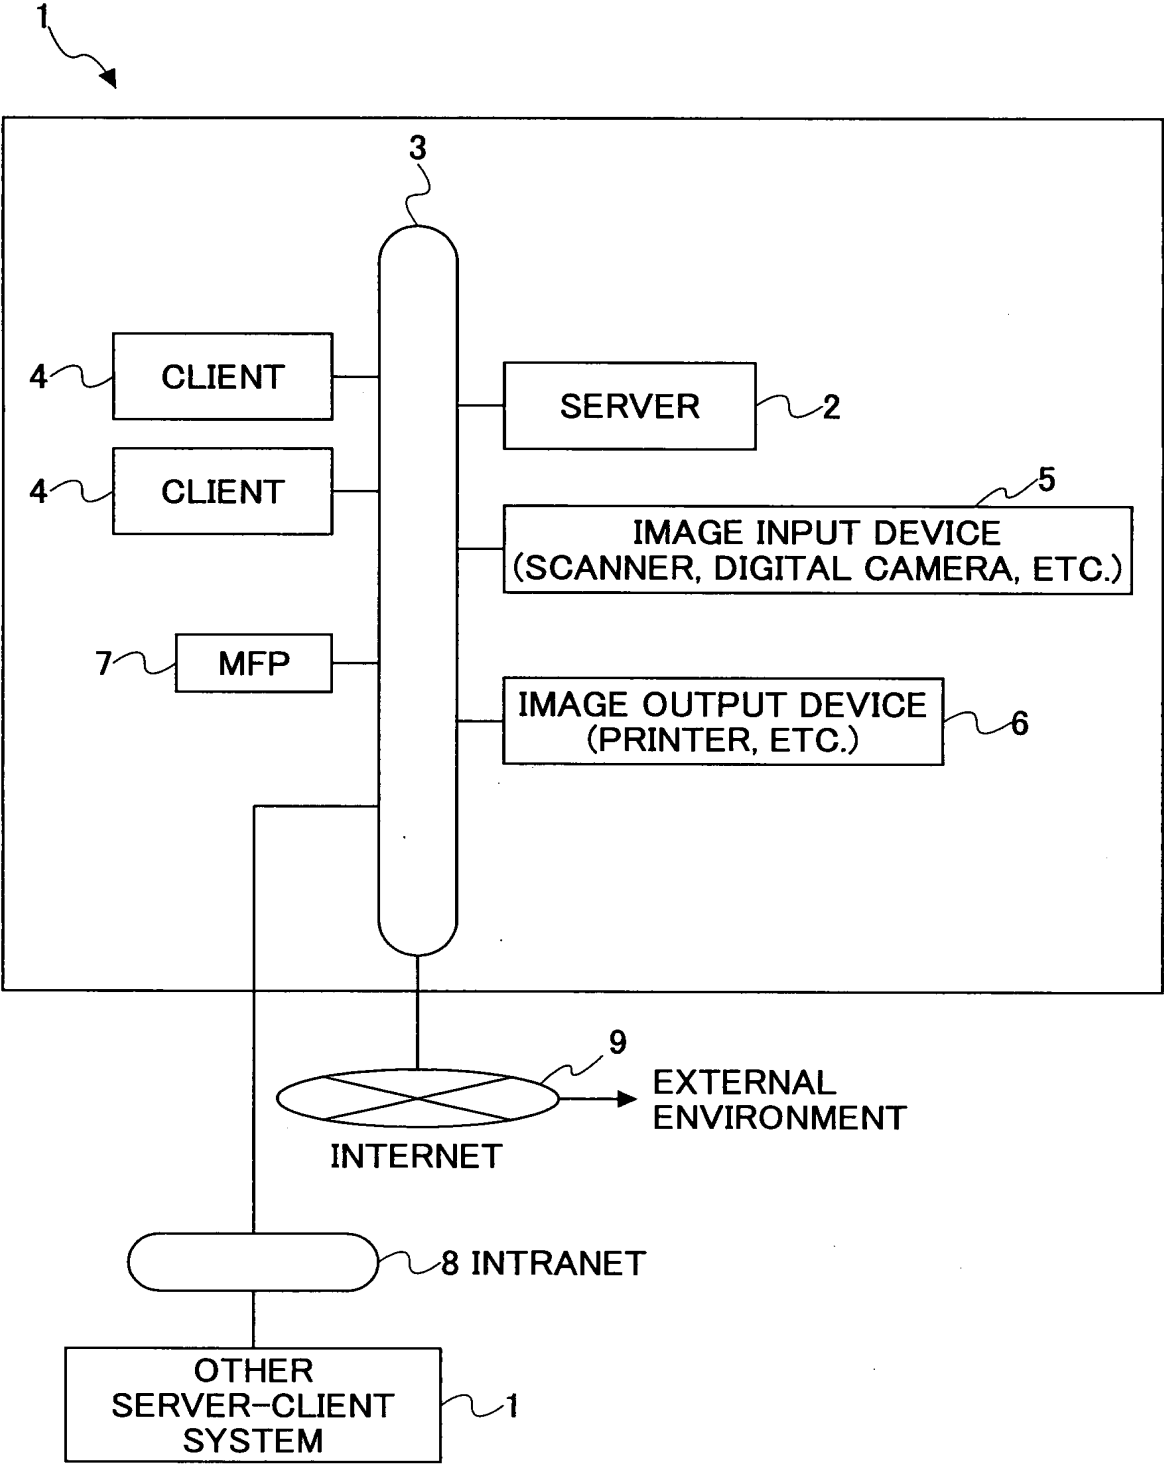 1
3
4 CLIENT
SERVER 2
4 CLIENT
5
IMAGE INPUT DEVICE
(SCANNER, DIGITAL CAMERA, ETC.)
7 MFP
IMAGE OUTPUT DEVICE
(PRINTER, ETC.)
6
9
EXTERNAL
ENVIRONMENT
INTERNET
8 INTRANET
OTHER
SERVER-CLIENT
SYSTEM
1